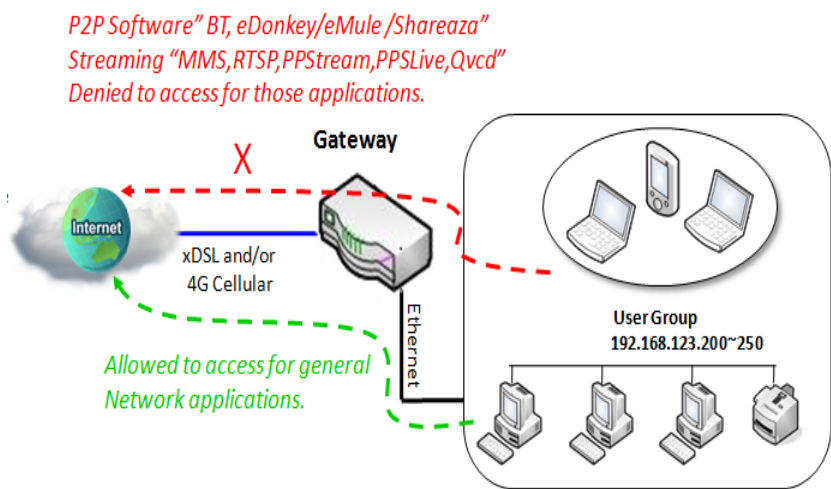 P2P Software” BT, eDonkey/eMule /Shareaza”
Streaming “MMS,RTSP,PPStream,PPSLive,Qvcd”
Denied to access for those applications.
Gateway
X
Internet
xDSL and/or
4G Cellular
Ethernet
User Group
192.168.123.200~250
Allowed to access for general
Network applications.